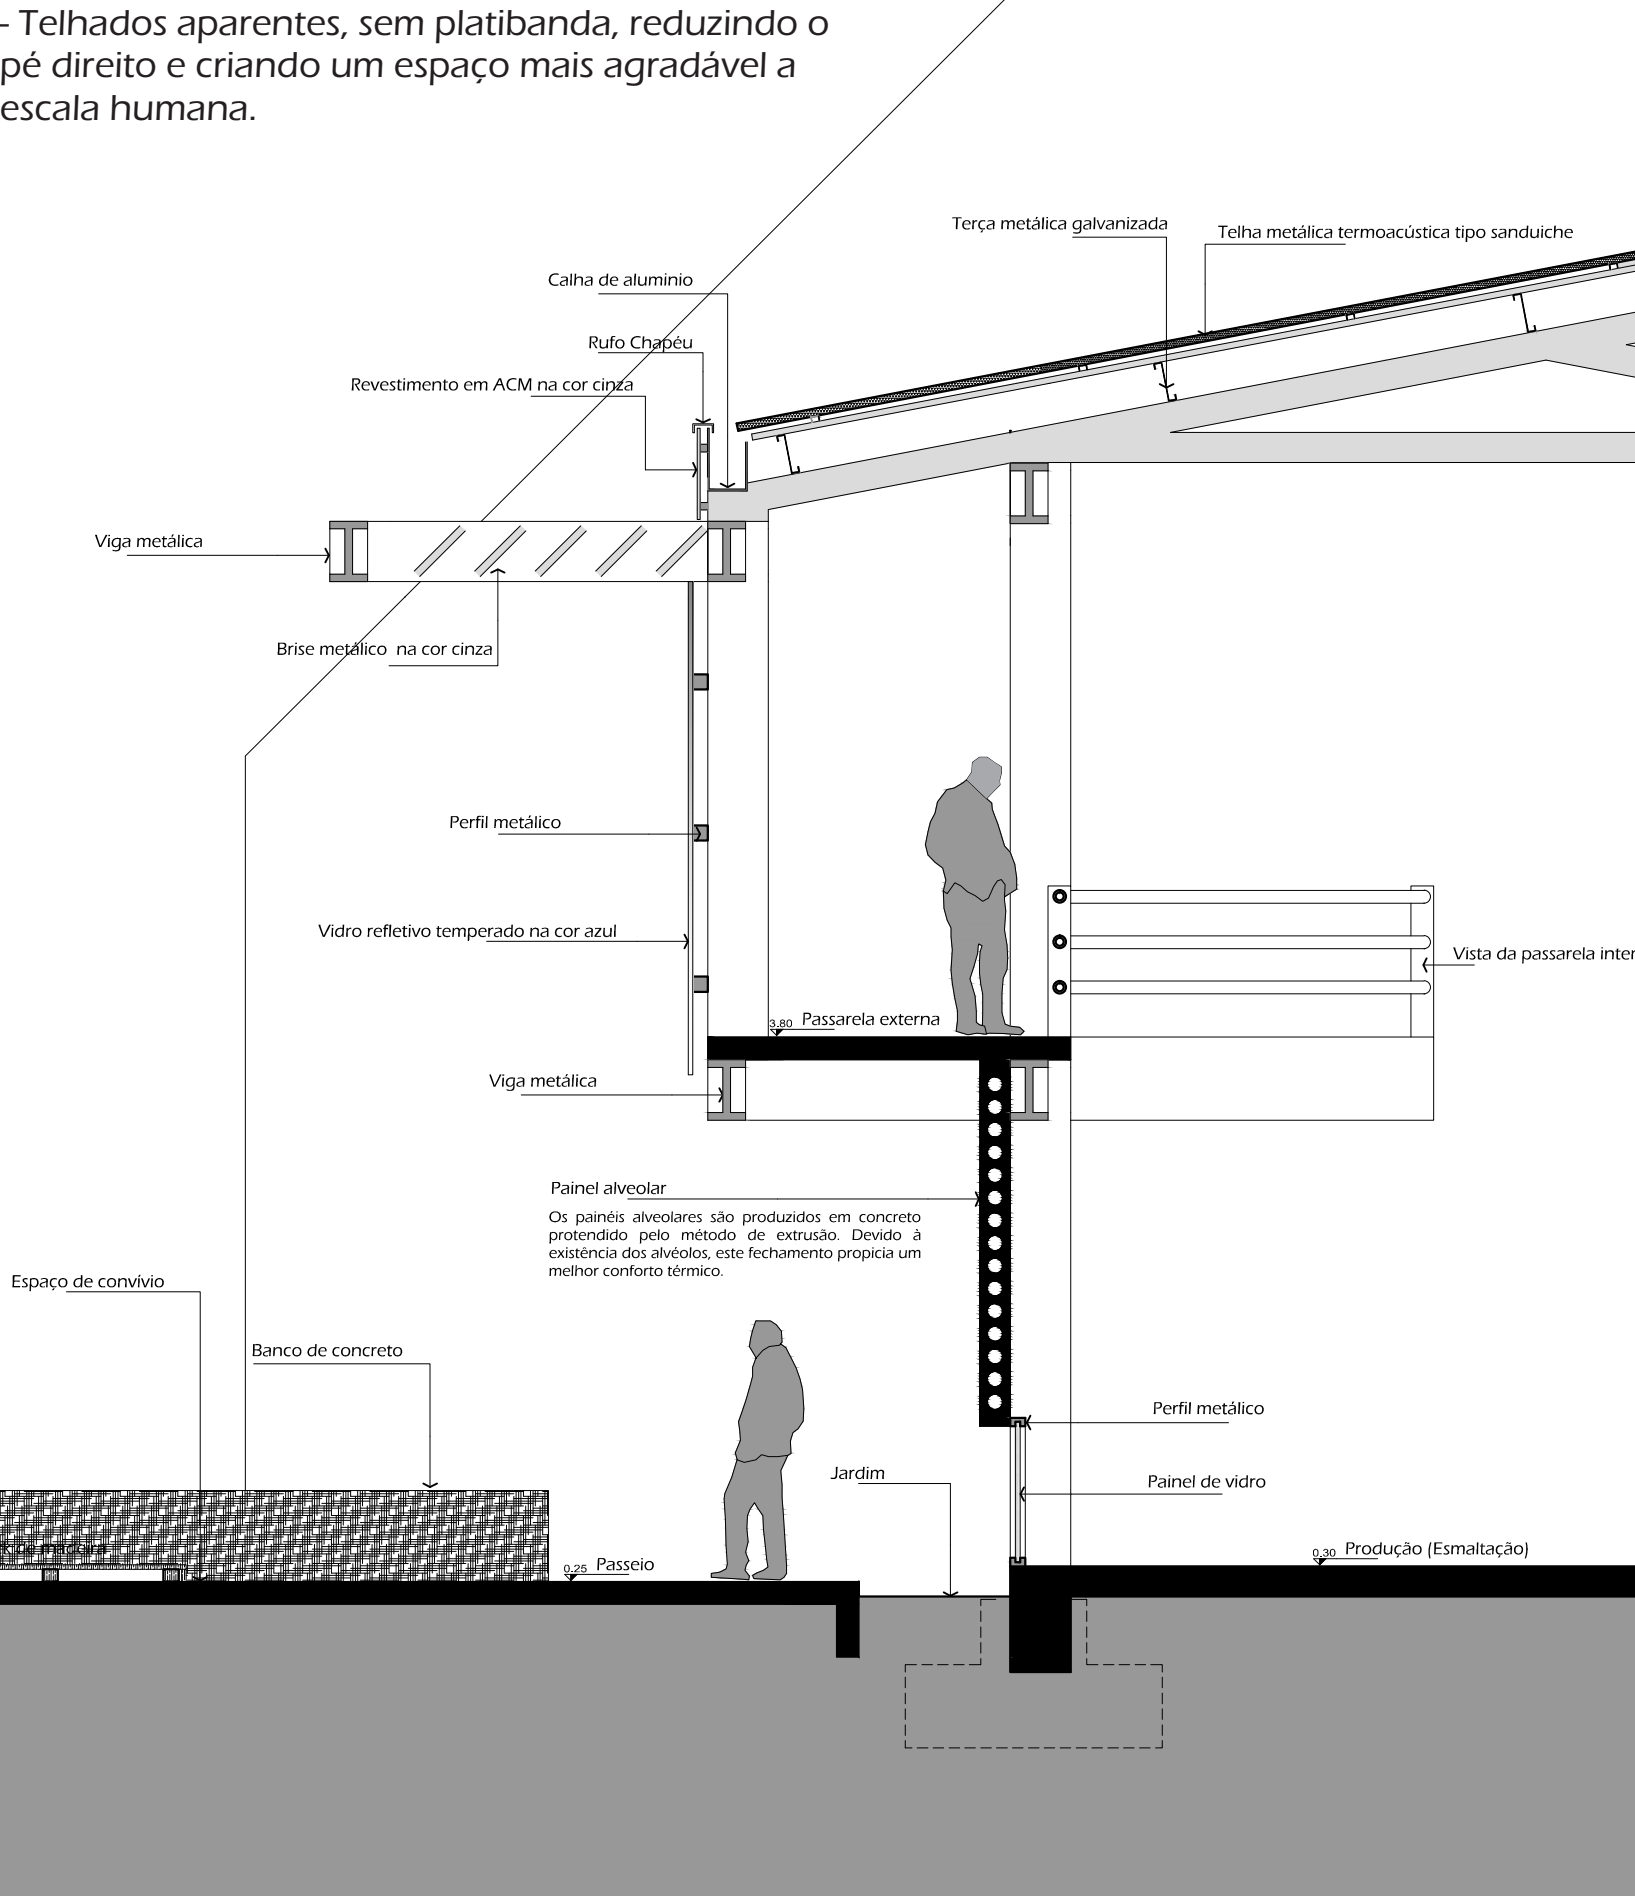 - Telhados aparentes, sem platibanda, reduzindo o
pé direito e criando um espaço mais agradável a
escala humana.
Terça metálica galvanizada
Telha metálica termoacústica tipo sanduiche
Calha de aluminio
Rufo Chapéu
Revestimento em ACM na cor cinza
Viga metálica
Brise metálico na cor cinza
Perfil metálico
Vidro refletivo temperado na cor azul
Vista da passarela inter
3.80 Passarela externa
Viga metálica
Painel alveolar
Os painéis alveolares são produzidos em concreto
protendido pelo método de extrusão. Devido à
existência dos alvéolos, este fechamento propicia um
melhor conforto térmico.
Espaço de convívio
Banco de concreto
Perfil metálico
Jardim
Painel de vidro
k de madeira
0.25 Passeio
0.30 Produção (Esmaltação)